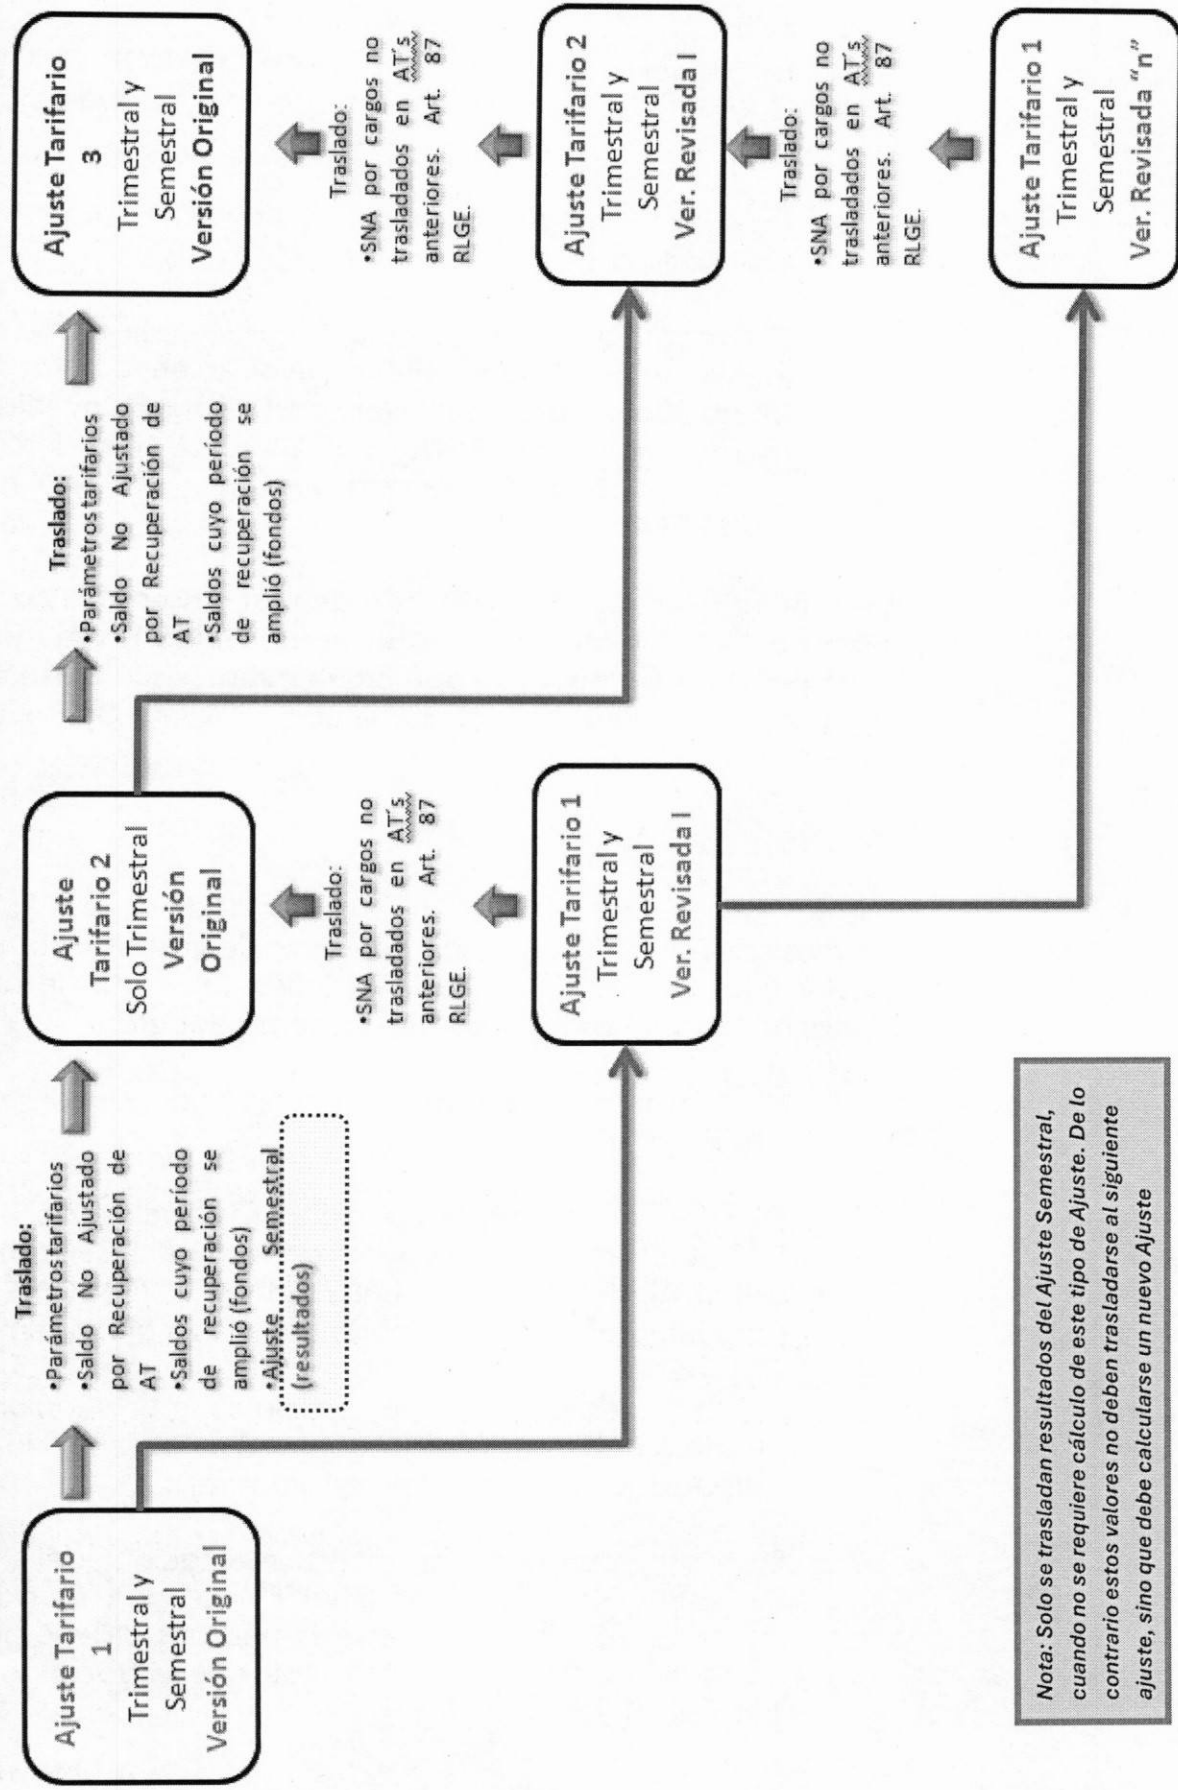 Ajuste Tarifario
1
Trimestral y
Semestral
Versión Original
Traslado:
•Parámetros tarifarios
•Saldo No Ajustado
por Recuperación de
AT
•Saldos cuyo período
de recuperación se
amplió (fondos)
•Ajuste Semestral
(resultados)
Ajuste
Tarifario 2
Solo Trimestral
Versión
Original
Traslado:
•Parámetros tarifarios
•Saldo No Ajustado
por Recuperación de
AT
•Saldos cuyo período
de recuperación se
amplió (fondos)
Ajuste Tarifario
3
Trimestral y
Semestral
Versión Original
Traslado:
•SNA por cargos no
trasladados en AT´s
anteriores. Art. 87
RLGE.
Traslado:
•SNA por cargos no
trasladados en AT´s
anteriores. Art. 87
RLGE.
Ajuste Tarifario 1
Trimestral y
Semestral
Ver. Revisada I
Ajuste Tarifario 2
Trimestral y
Semestral
Ver. Revisada I
Traslado:
•SNA por cargos no
trasladados en AT´s
anteriores. Art. 87
RLGE.
Ajuste Tarifario 1
Trimestral y
Semestral
Ver. Revisada "n"
Nota: Solo se trasladan resultados del Ajuste Semestral,
cuando no se requiere cálculo de este tipo de Ajuste. De lo
contrario estos valores no deben trasladarse al siguiente
ajuste, sino que debe calcularse un nuevo Ajuste